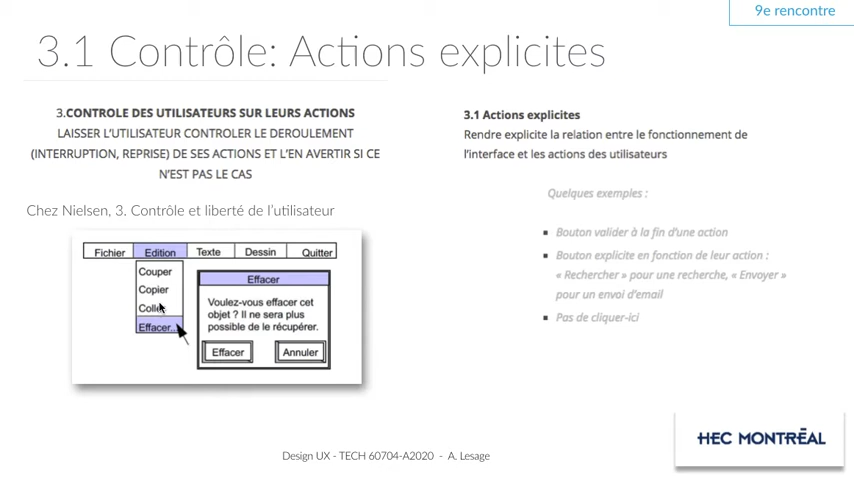 9e rencontre
3.1 Contrôle: Actions explicites
3.CONTROLE DES UTILISATEURS SUR LEURS ACTIONS
LAISSER L'UTILISATEUR CONTROLER LE DEROULEMENT
(INTERRUPTION, REPRISE) DE SES ACTIONS ET L'EN AVERTIR SI CE
N'EST PAS LE CAS
Chez Nielsen, 3. Contrôle et liberté de l'utilisateur
Fichier Edition Texte Dessin Quitter
Couper
Copier
Effacer...
Effacer
Voulez-vous effacer cet
objet ? Il ne sera plus
possible de le récupérer.
Effacer Annuler
3.1 Actions explicites
Rendre explicite la relation entre le fonctionnement de
l'interface et les actions des utilisateurs
Quelques exemples :
▪ Bouton valider à la fin d'une action
▪ Bouton explicite en fonction de leur action :
« Rechercher » pour une recherche, « Envoyer »
pour un envoi d'email
▪ Pas de cliquer-ici
Design UX - TECH 60704-A2020 - A. Lesage
HEC MONTRĒAL